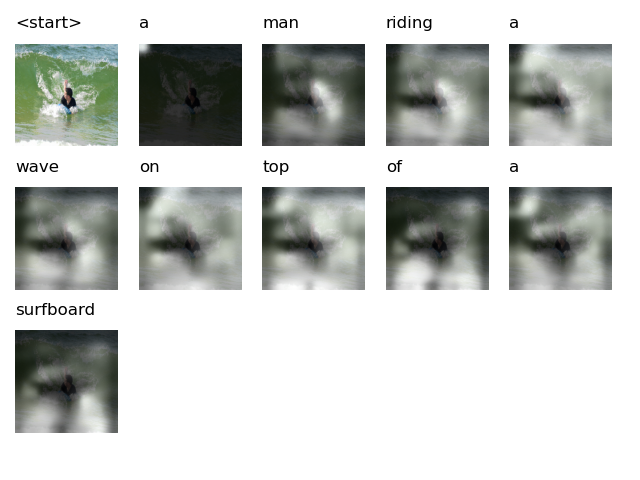 <start> a man riding a
wave on top of a
surfboard